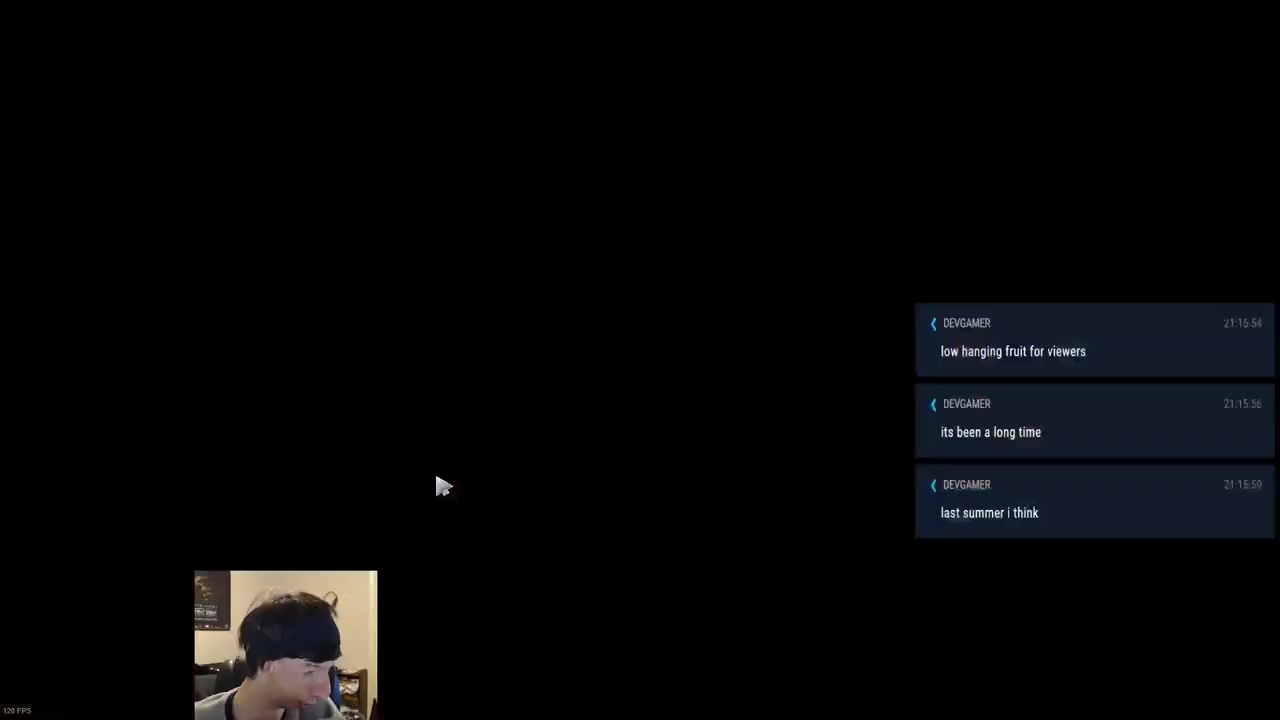 DEVGAMER 21:15:54
low hanging fruit for viewers
DEVGAMER 21:15:56
its been a long time
DEVGAMER 21:15:59
last summer i think
120 FPS